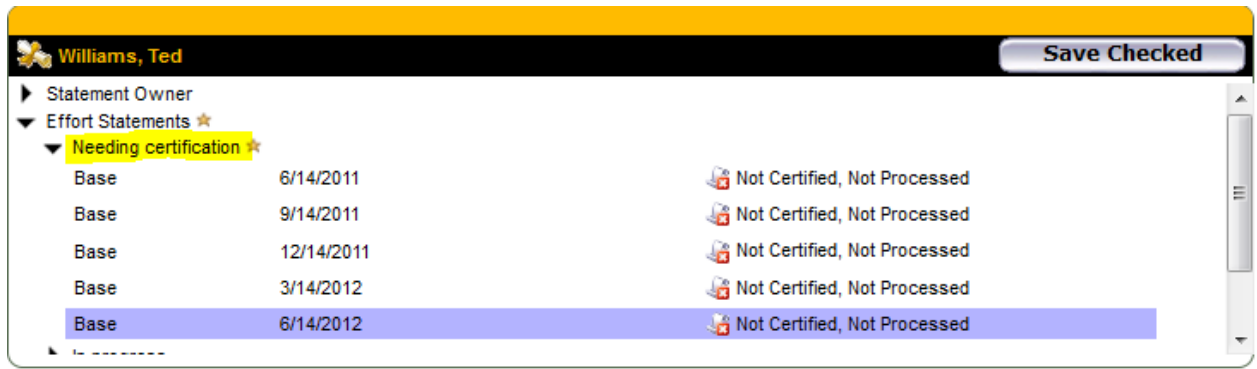 Williams, Ted Save Checked
Statement Owner
Effort Statements
Needing certification
Base 6/14/2011 Not Certified, Not Processed
Base 9/14/2011 Not Certified, Not Processed
Base 12/14/2011 Not Certified, Not Processed
Base 3/14/2012 Not Certified, Not Processed
Base 6/14/2012 Not Certified, Not Processed
In progress